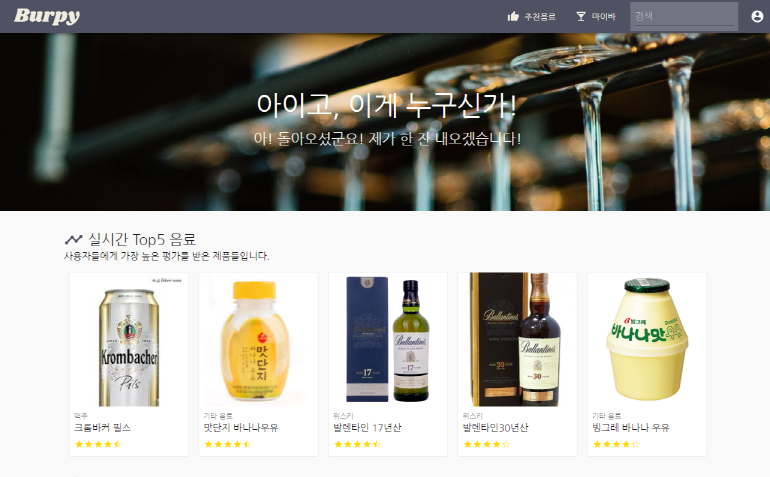 Burpy
추천음료
마이바
검색
아이고, 이게 누구신가!
아! 돌아오셨군요! 제가 한 잔 내오겠습니다!
실시간 Top5 음료
사용자들에게 가장 높은 평가를 받은 제품들입니다.
Krombacher
Pils
맛단지
Ballantine's
17
Ballantine's
17
Ballantine's
30
Ballantine's
30
빙그레
바나나맛
우유
맥주
크롬바커 필스
기타 음료
맛단지 바나나우유
위스키
발렌타인 17년산
위스키
발렌타인30년산
기타 음료
빙그레 바나나 우유